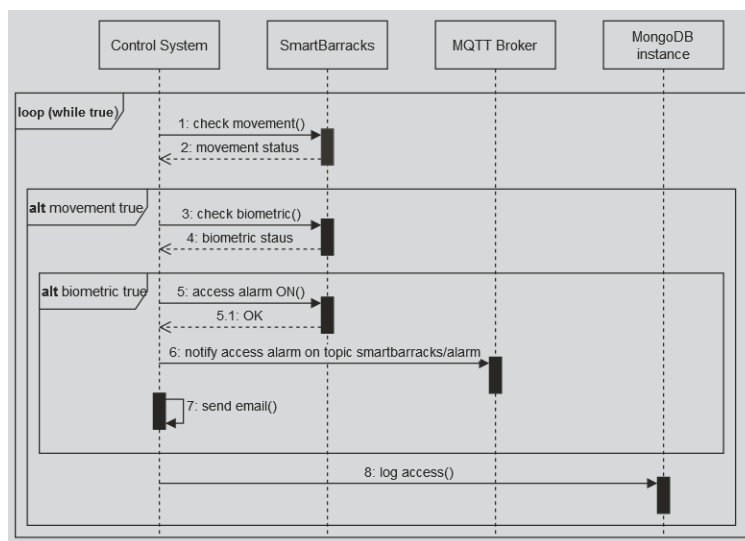 Control System
SmartBarracks
MQTT Broker
MongoDB
instance
loop (while true)
1: check movement()
2: movement status
alt movement true
3: check biometric()
4: biometric staus
alt biometric true
5: access alarm ON()
5.1: OK
6: notify access alarm on topic smartbarracks/alarm
7: send email()
8: log access()